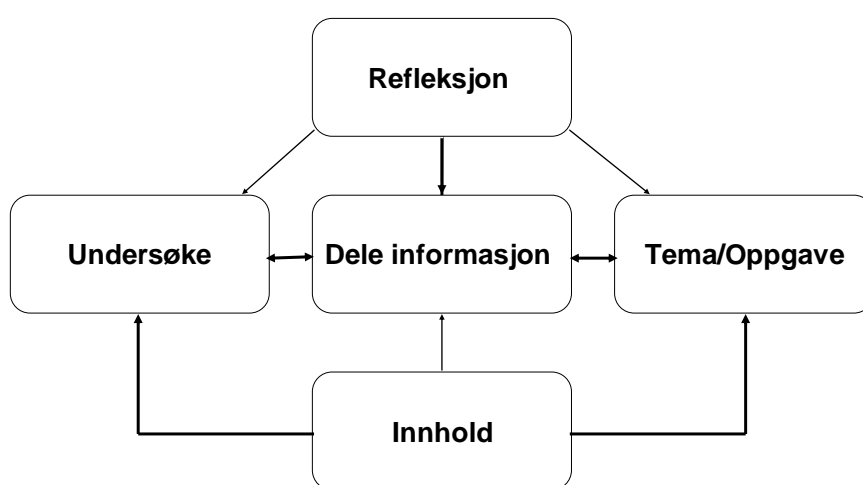 Refleksjon
Undersøke
Dele informasjon
Tema/Oppgave
Innhold